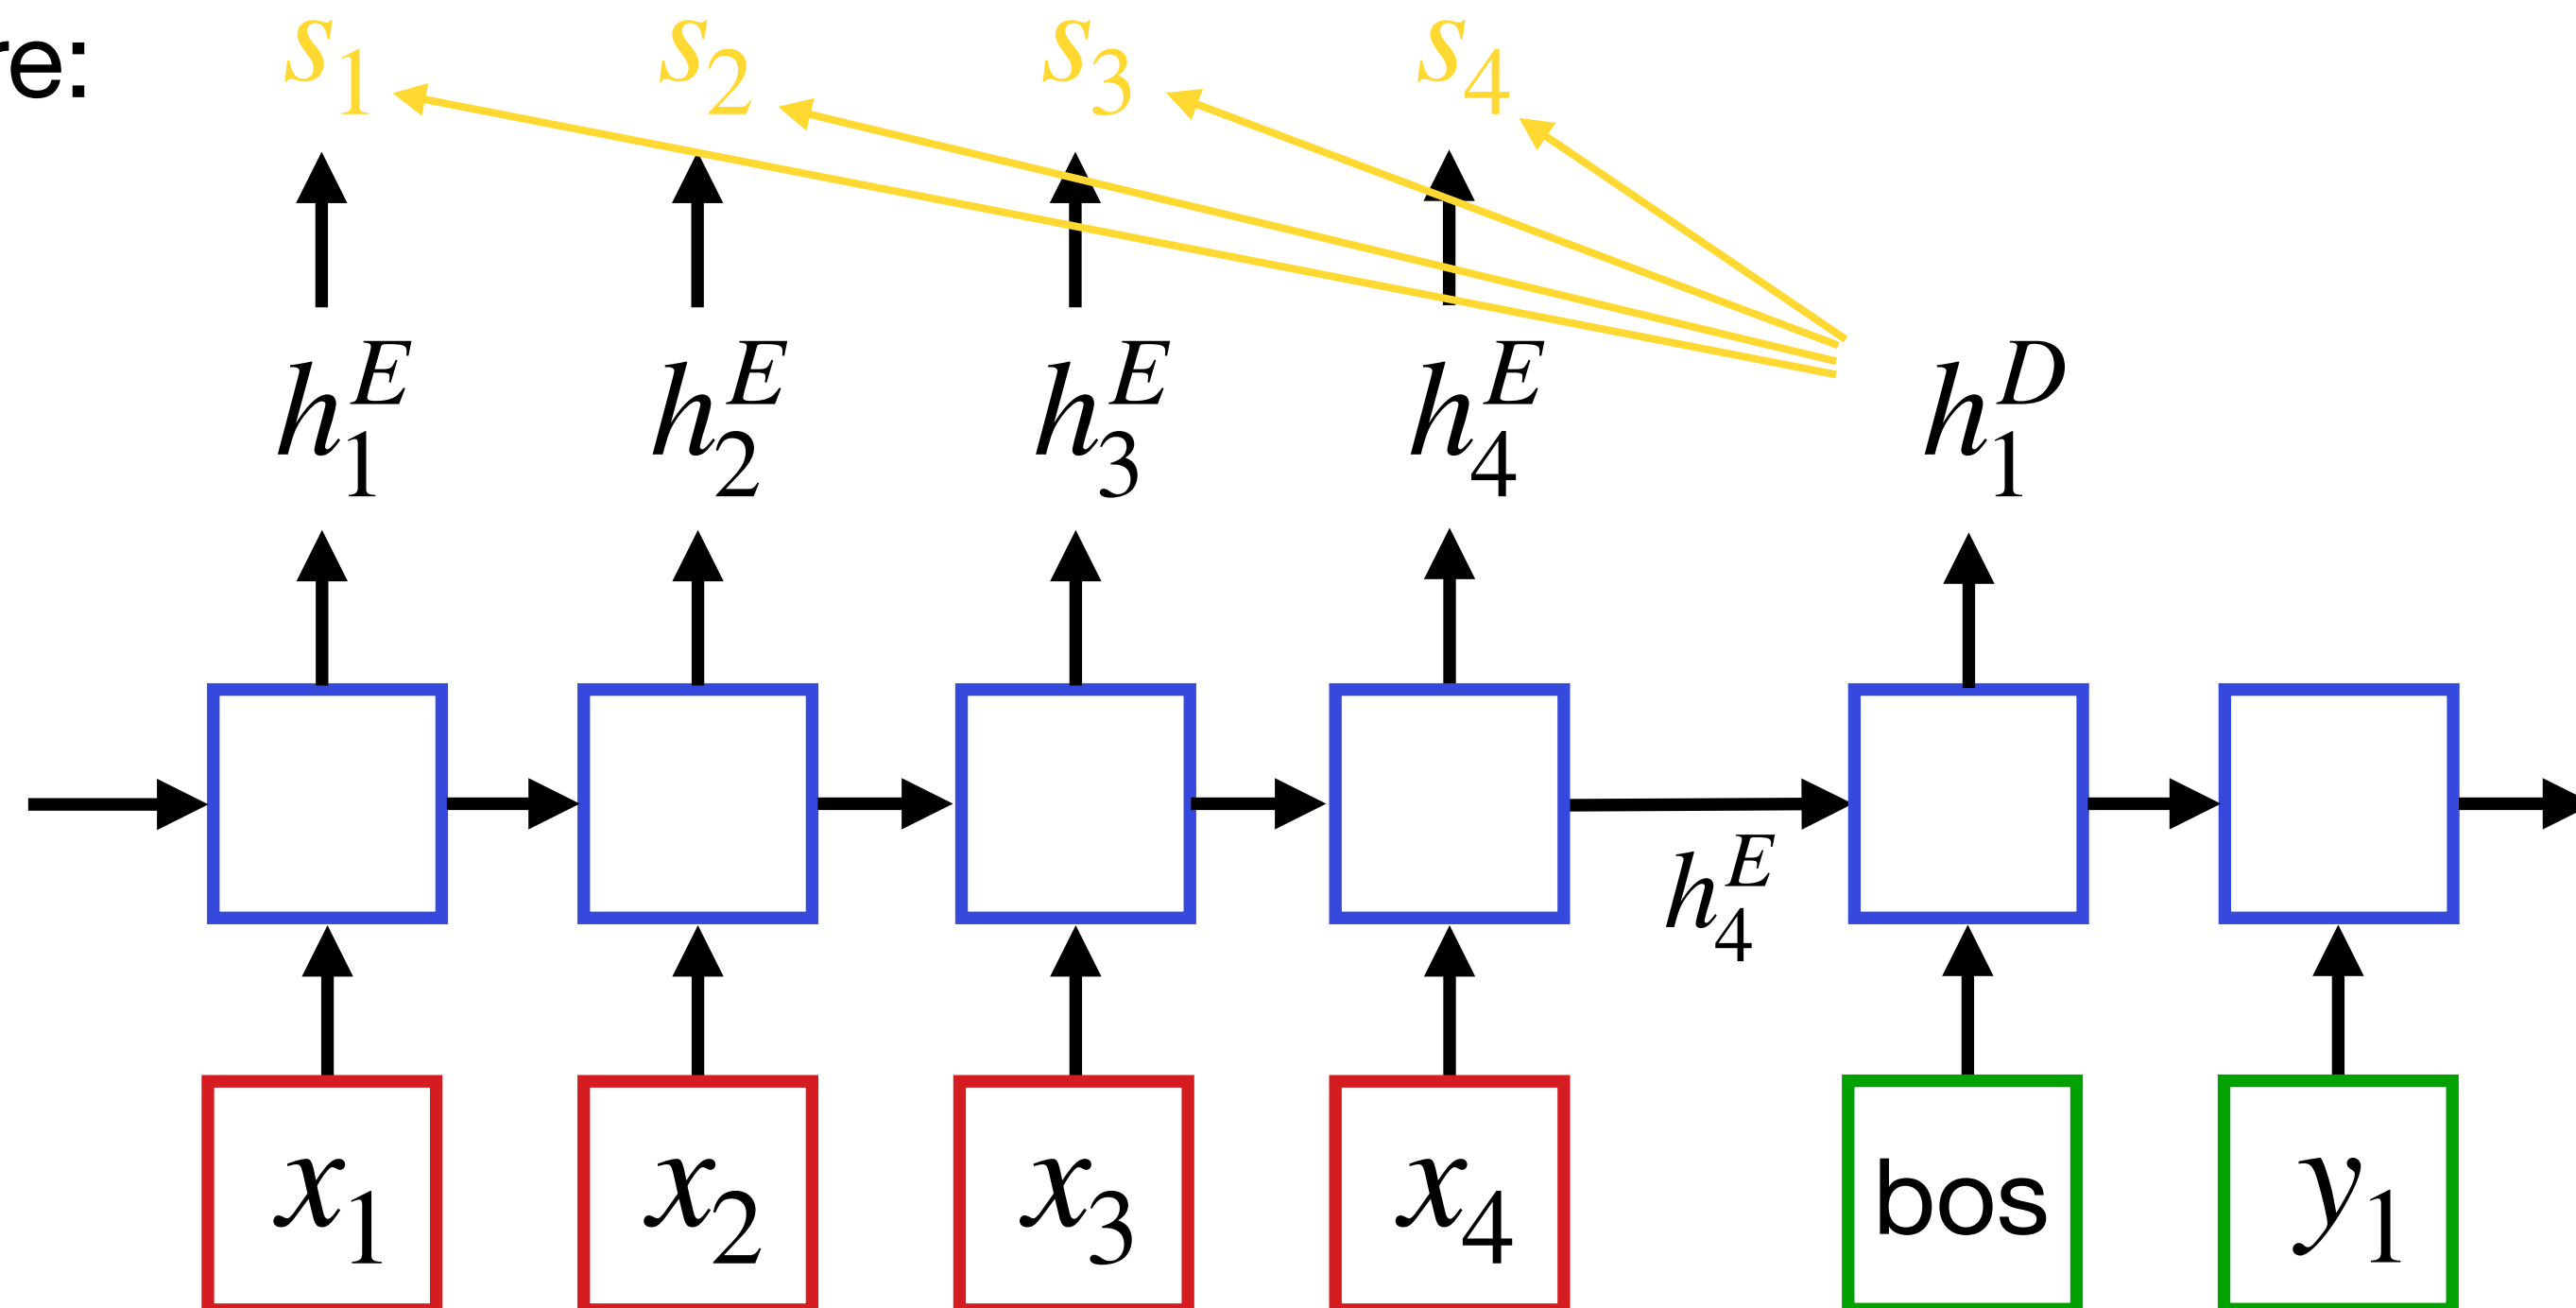 re: s₁ s₂ s₃ s₄
h₁ᴱ h₂ᴱ h₃ᴱ h₄ᴱ h₁ᴰ
h₄ᴱ
x₁ x₂ x₃ x₄ bos y₁